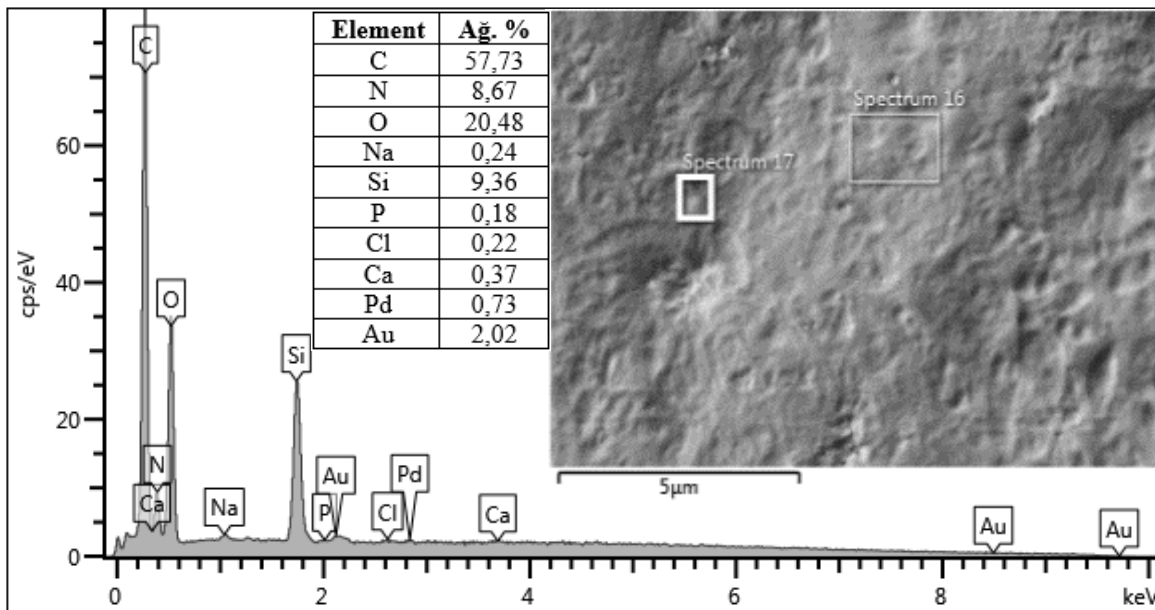 Element Ağ. %
C 57,73
N 8,67
O 20,48
Na 0,24
Si 9,36
P 0,18
Cl 0,22
Ca 0,37
Pd 0,73
Au 2,02
Spectrum 16
Spectrum 17
5μm
cps/eV
60
40
20
0
C
O
Si
N
Ca
Na
P
Au
Pd
Cl
Ca
Au
Au
0 2 4 6 8 keV